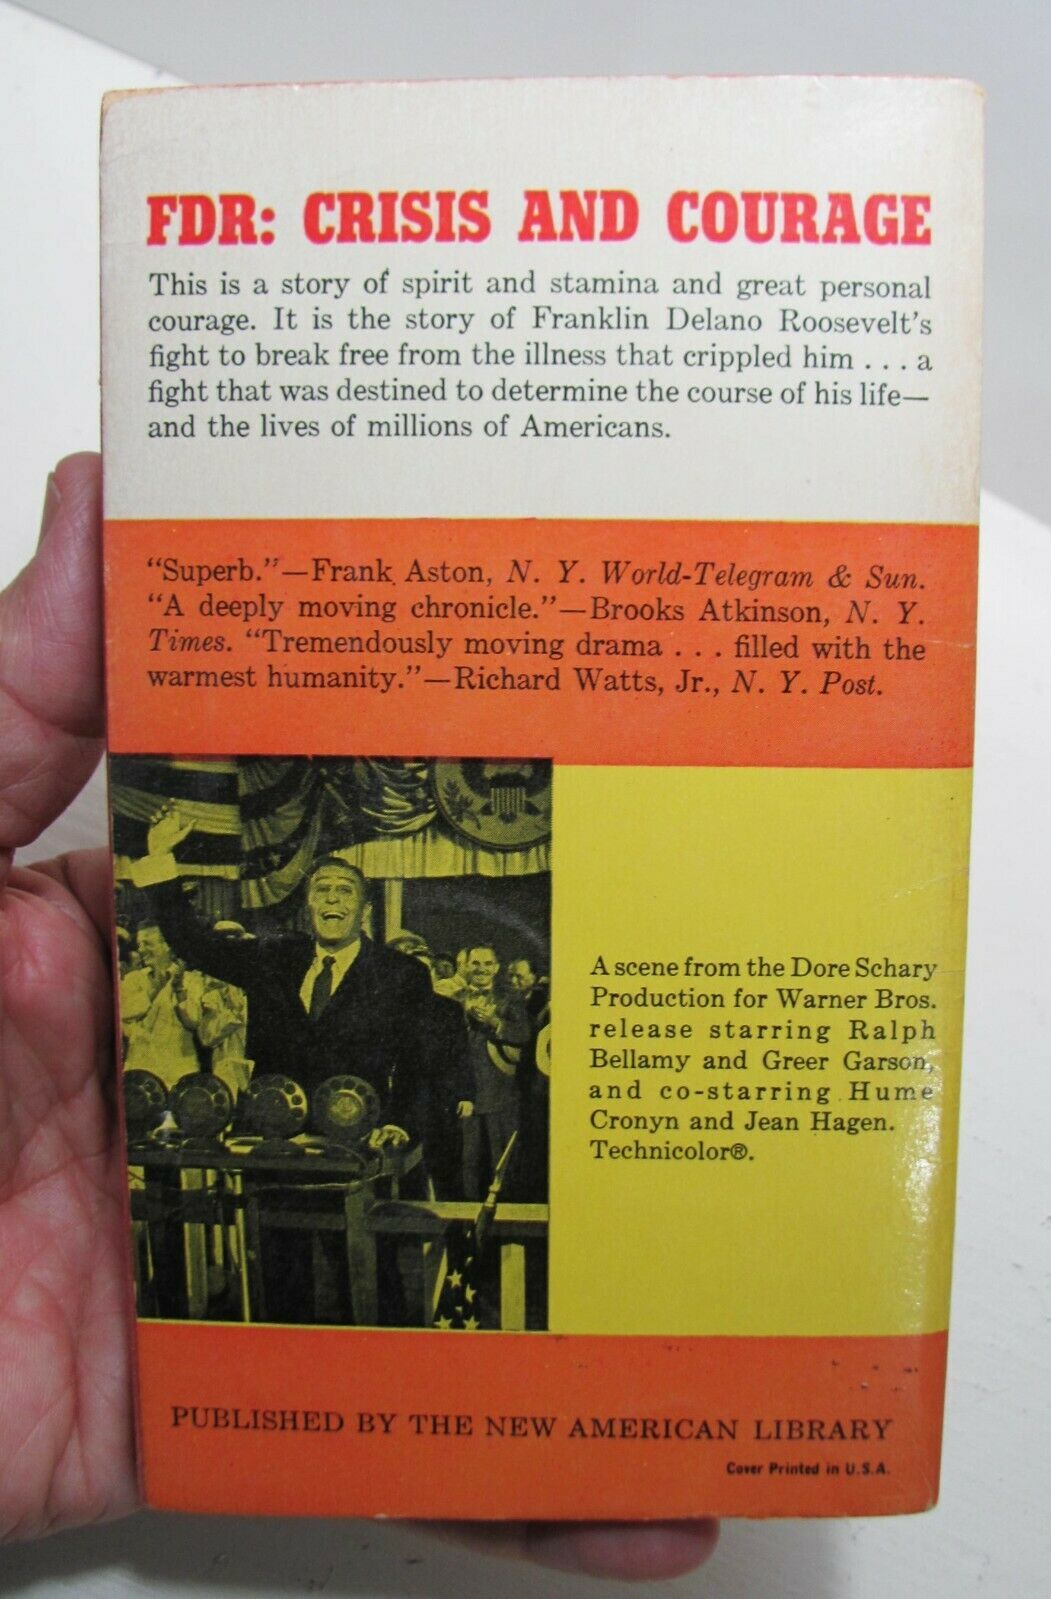 FDR: CRISIS AND COURAGE
This is a story of spirit and stamina and great personal
courage. It is the story of Franklin Delano Roosevelt's
fight to break free from the illness that crippled him . . . a
fight that was destined to determine the course of his life—
and the lives of millions of Americans.
"Superb."—Frank Aston, N. Y. World-Telegram & Sun.
"A deeply moving chronicle."—Brooks Atkinson, N. Y.
Times. "Tremendously moving drama . . . filled with the
warmest humanity."—Richard Watts, Jr., N. Y. Post.
A scene from the Dore Schary
Production for Warner Bros.
release starring Ralph
Bellamy and Greer Garson,
and co-starring Hume
Cronyn and Jean Hagen.
Technicolor®.
PUBLISHED BY THE NEW AMERICAN LIBRARY
Cover Printed in U.S.A.